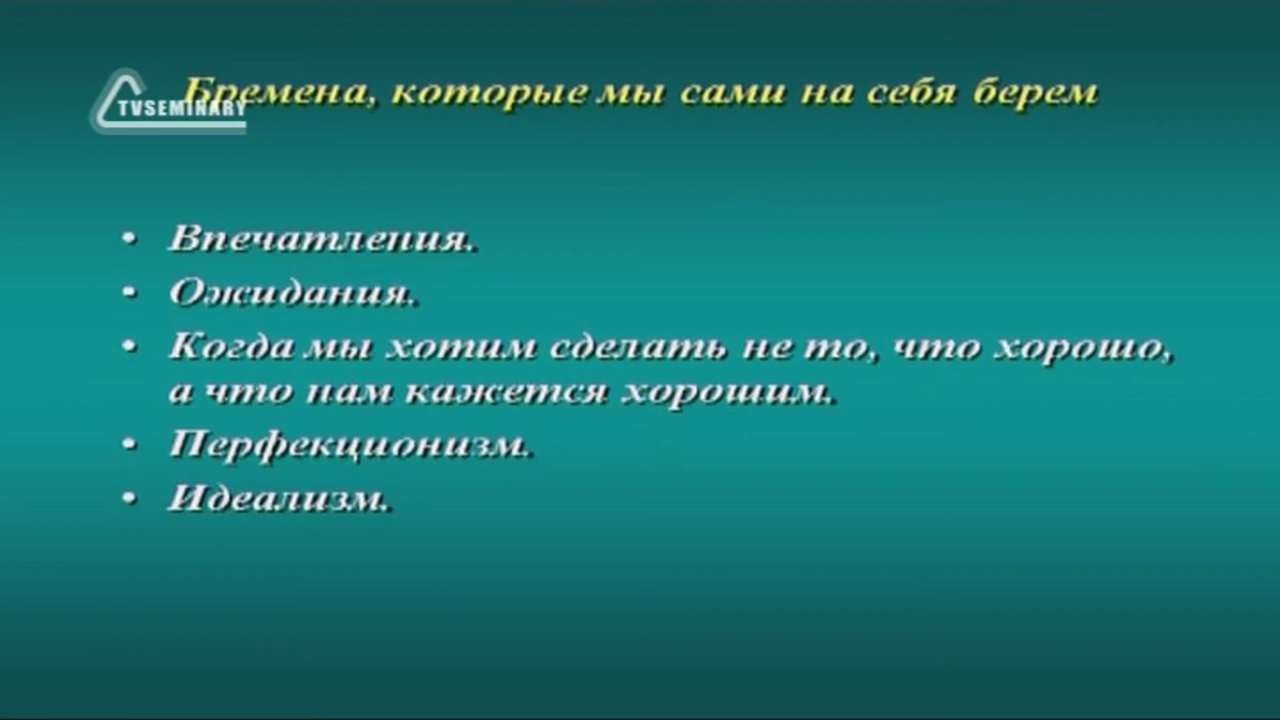 Бремена, которые мы сами на себя берем
TVSEMINARY
• Впечатления.
• Ожидания.
• Когда мы хотим сделать не то, что хорошо,
а что нам кажется хорошим.
• Перфекционизм.
• Идеализм.